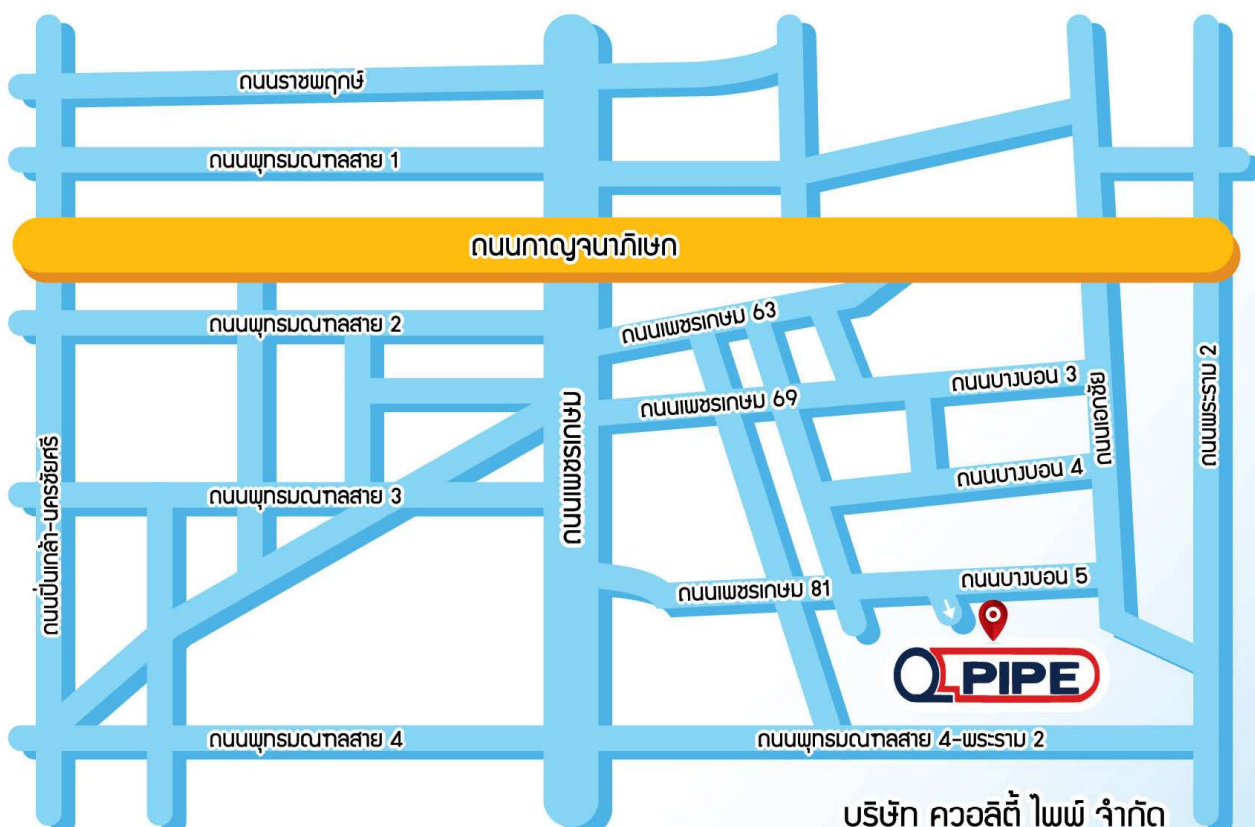 ถนนราชพฤกษ์
ถนนพุทธมณฑลสาย 1
ถนนกาญจนาภิเษก
ถนนพุทธมณฑลสาย 2
ถนนเพชรเกษม 63
ถนนเพชรเกษม 69
ถนนบางบอน 3
ถนนพระราม 2
ถนนเอกชัย
ถนนเพชรเกษม
ถนนบางบอน 4
ถนนพุทธมณฑลสาย 3
ถนนปิ่นเกล้า-นครชัยศรี
ถนนเพชรเกษม 81
ถนนบางบอน 5
QPIPE
ถนนพุทธมณฑลสาย 4
ถนนพุทธมณฑลสาย 4-พระราม 2
บริษัท ควอลิตี้ ไพพ์ จำกัด